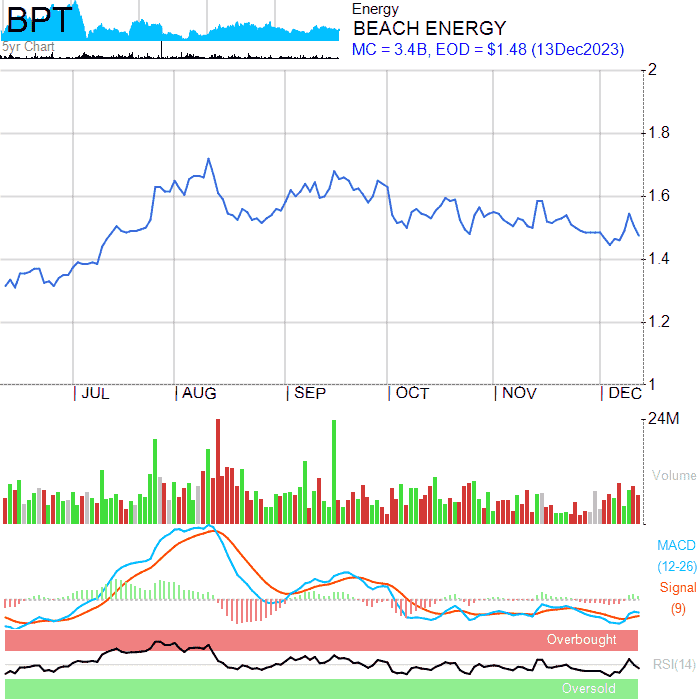 BPT
5yr Chart
Energy
BEACH ENERGY
MC = 3.4B, EOD = $1.48 (13Dec2023)
2
1.8
1.6
1.4
1.2
1
JUL AUG SEP OCT NOV DEC
24M
Volume
MACD
(12-26)
Signal
(9)
Overbought
RSI(14)
Oversold